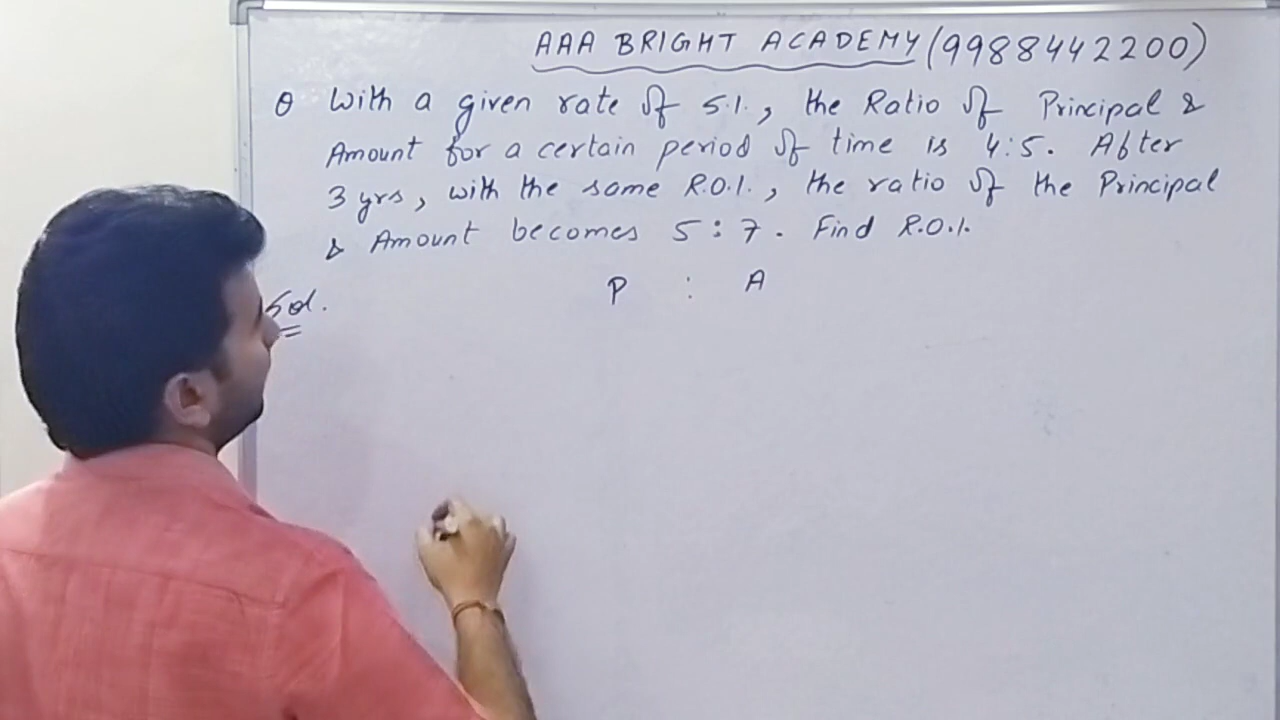 AAA BRIGHT ACADEMY (9988442200)
Q With a given rate of S.I., the Ratio of Principal &
Amount for a certain period of time is 4:5. After
3 yrs, with the same R.O.I., the ratio of the Principal
& Amount becomes 5:7. Find R.O.I.
P : A
Sol.